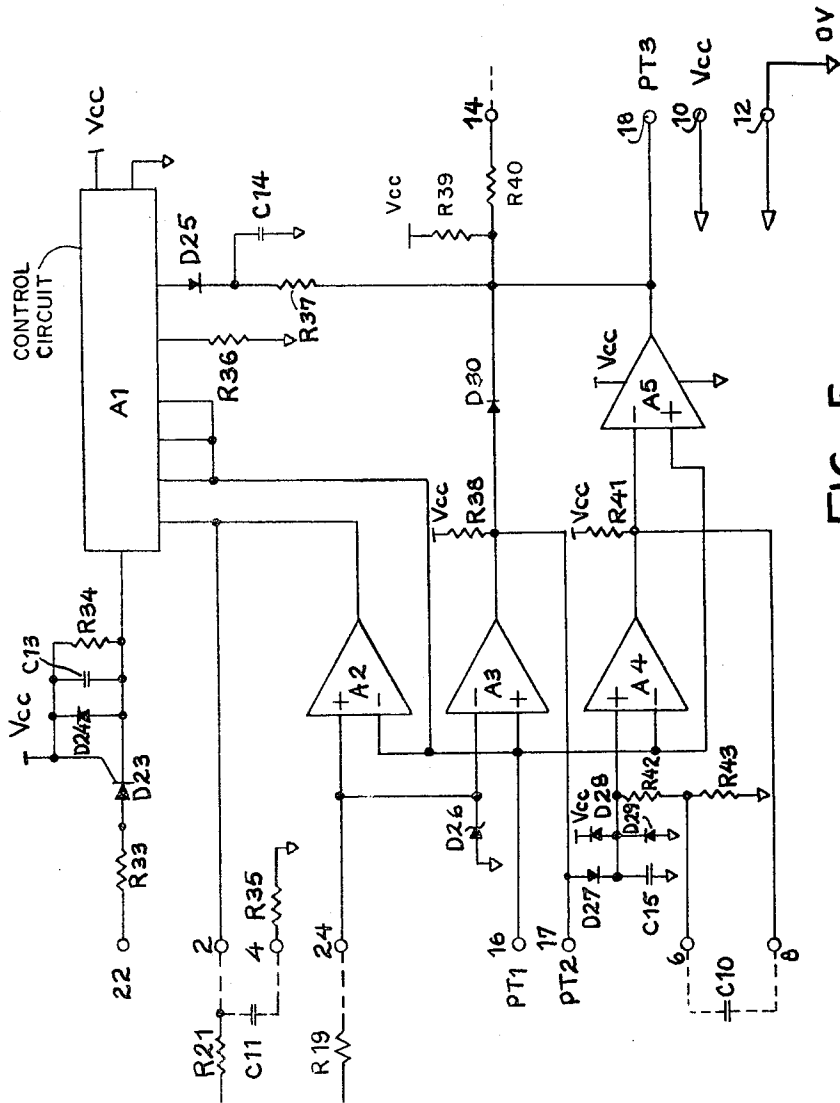 CONTROL
CIRCUIT
A1
Vcc
Vcc
C13
R34
D24
D23
R33
22
D25
C14
R37
R36
R21
2
C11
4
R35
24
R19
A2
+
−
Vcc
R39
R40
14
D30
Vcc
R38
A3
−
+
D26
16
PT1
17
PT2
Vcc
R41
A5
−
+
Vcc
18
PT3
10
Vcc
12
0V
A4
+
−
Vcc
D28
D29
R42
R43
D27
C15
6
C10
8